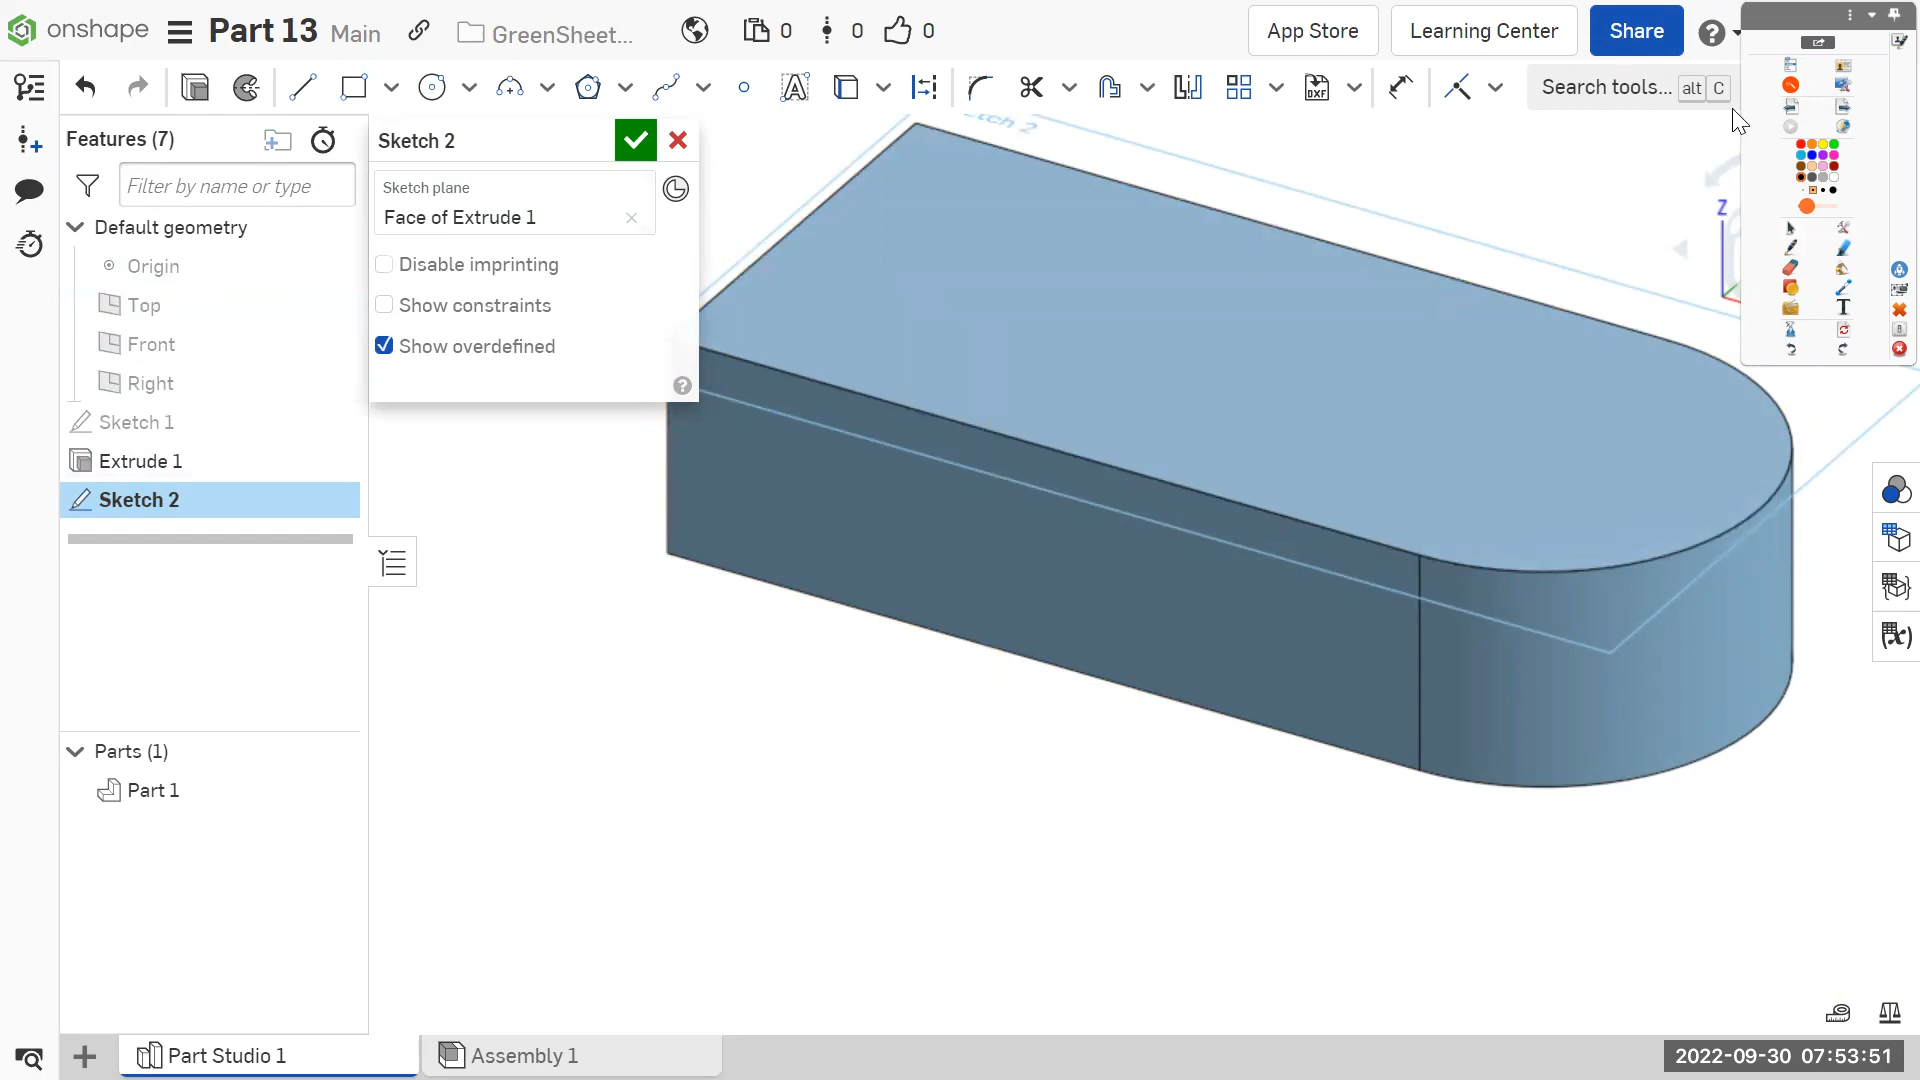 onshape
Part 13
Main
GreenSheet...
0
0
0
App Store
Learning Center
Share
Search tools...
alt
C
Features (7)
Filter by name or type
Default geometry
Origin
Top
Front
Right
Sketch 1
Extrude 1
Sketch 2
Parts (1)
Part 1
Sketch 2
Sketch plane
Face of Extrude 1
Disable imprinting
Show constraints
Show overdefined
Z
Part Studio 1
Assembly 1
2022-09-30 07:53:51